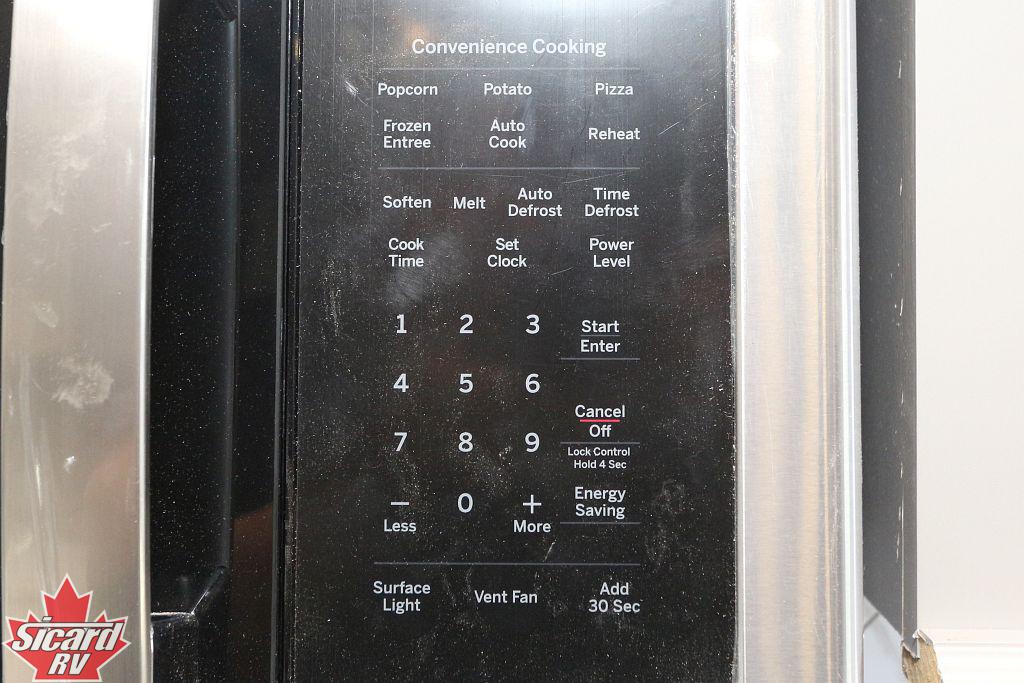 Convenience Cooking
Popcorn Potato Pizza
Frozen Entree Auto Cook Reheat
Soften Melt Auto Defrost Time Defrost
Cook Time Set Clock Power Level
1 2 3 Start
Enter
4 5 6
Cancel
Off
7 8 9
Lock Control
Hold 4 Sec
− 0 +
Less More
Energy
Saving
Surface Light Vent Fan Add 30 Sec
Sicard
RV